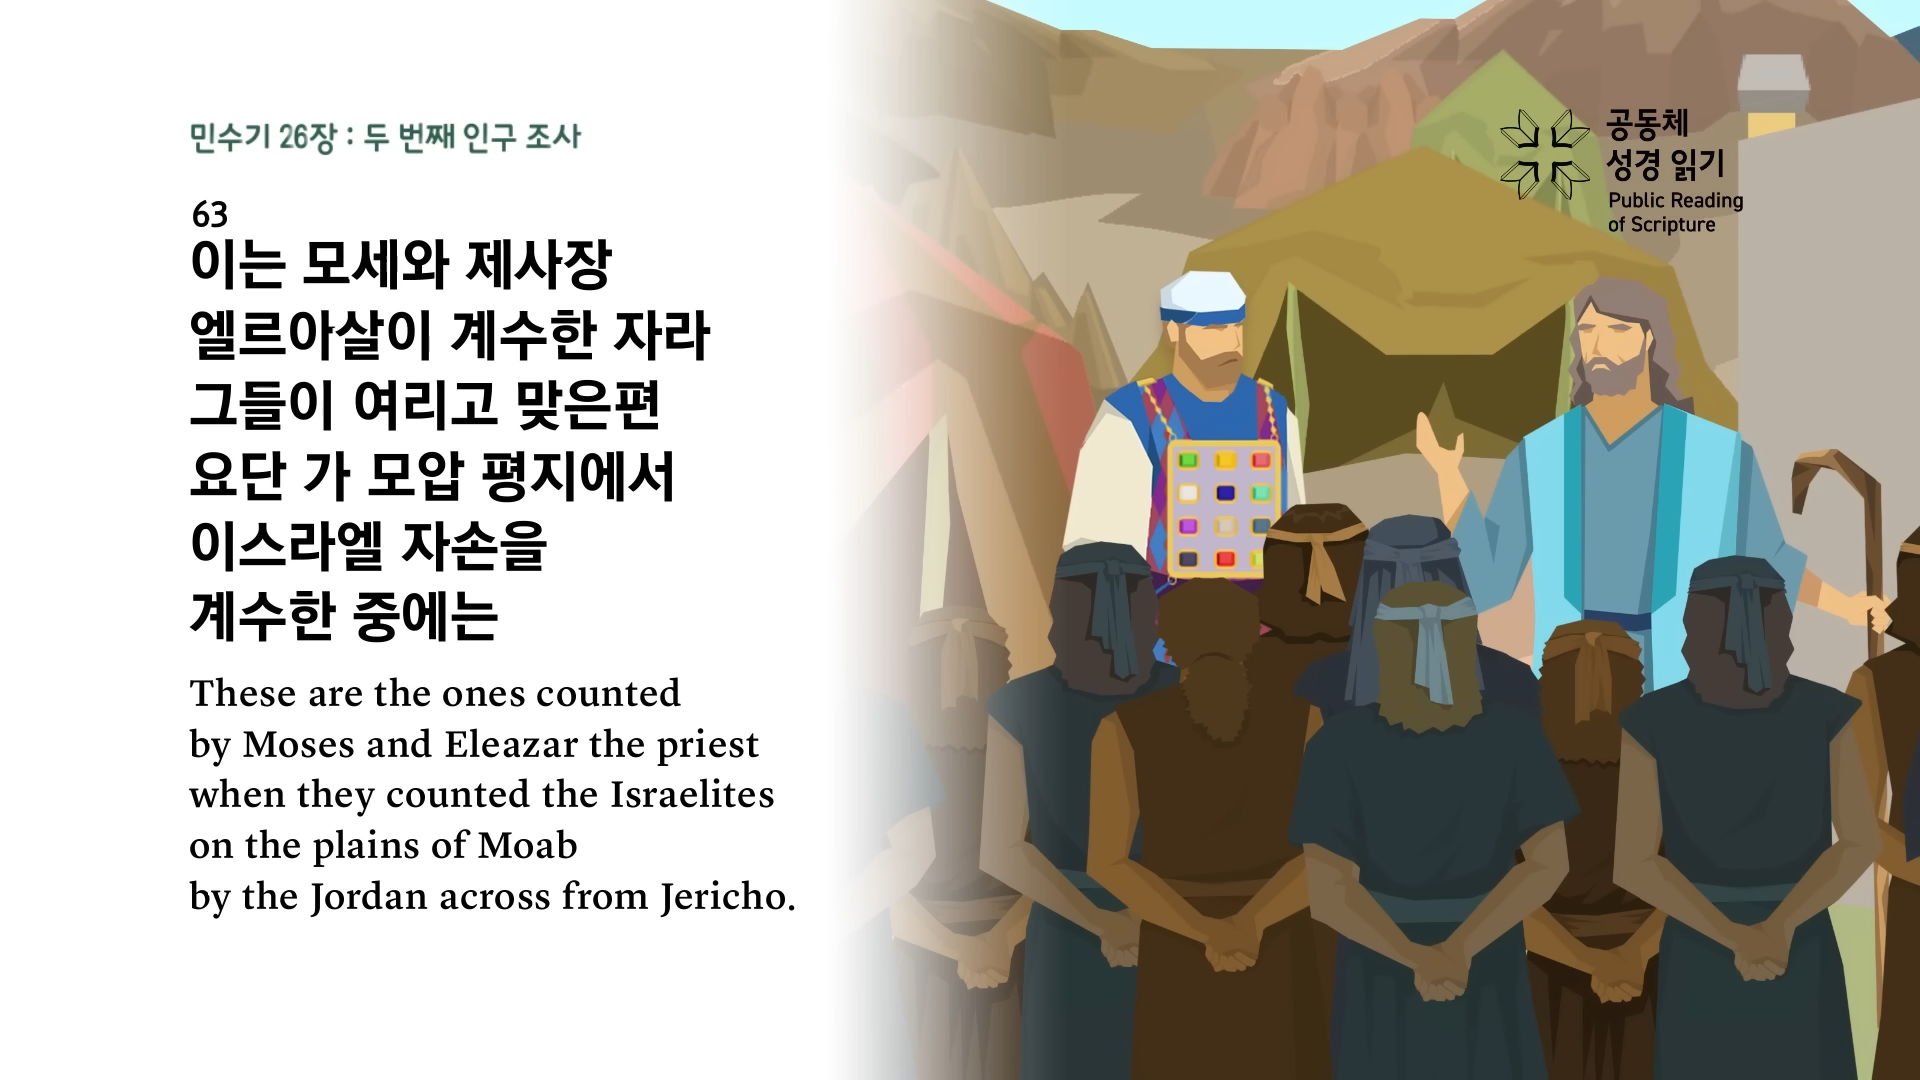 민수기 26장 : 두 번째 인구 조사
63
이는 모세와 제사장
엘르아살이 계수한 자라
그들이 여리고 맞은편
요단 가 모압 평지에서
이스라엘 자손을
계수한 중에는
These are the ones counted
by Moses and Eleazar the priest
when they counted the Israelites
on the plains of Moab
by the Jordan across from Jericho.
공동체
성경 읽기
Public Reading
of Scripture